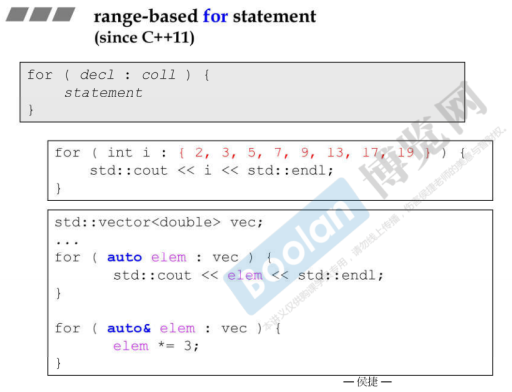 range-based for statement
(since C++11)
for ( decl : coll ) {
statement
}
for ( int i : { 2, 3, 5, 7, 9, 13, 17, 19 } ) {
std::cout << i << std::endl;
}
std::vector<double> vec;
...
for ( auto elem : vec ) {
std::cout << elem << std::endl;
}
for ( auto& elem : vec ) {
elem *= 3;
}
Boolan 博览网
— 侯捷 —